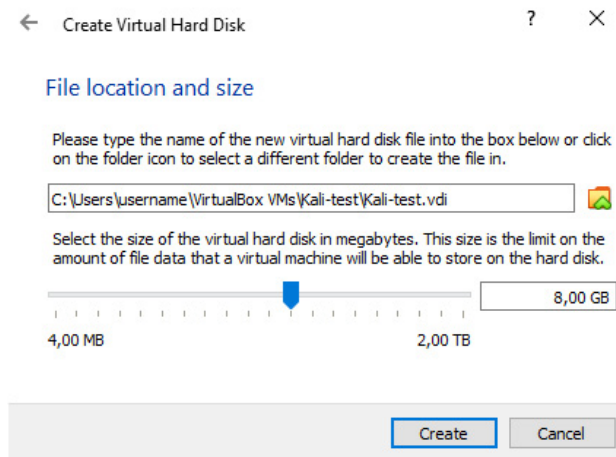 Create Virtual Hard Disk
?
File location and size
Please type the name of the new virtual hard disk file into the box below or click
on the folder icon to select a different folder to create the file in.
C:\Users\username\VirtualBox VMs\Kali-test\Kali-test.vdi
Select the size of the virtual hard disk in megabytes. This size is the limit on the
amount of file data that a virtual machine will be able to store on the hard disk.
8,00 GB
4,00 MB 2,00 TB
Create Cancel